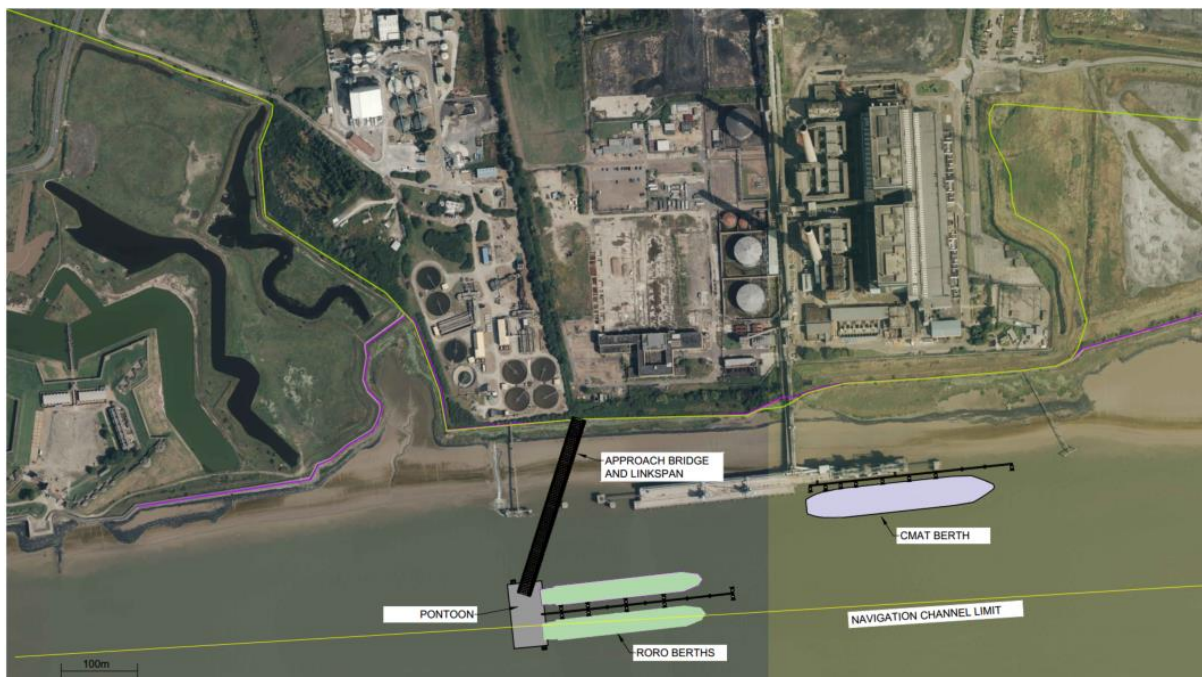 APPROACH BRIDGE
AND LINKSPAN
CMAT BERTH
PONTOON
NAVIGATION CHANNEL LIMIT
RORO BERTHS
100m